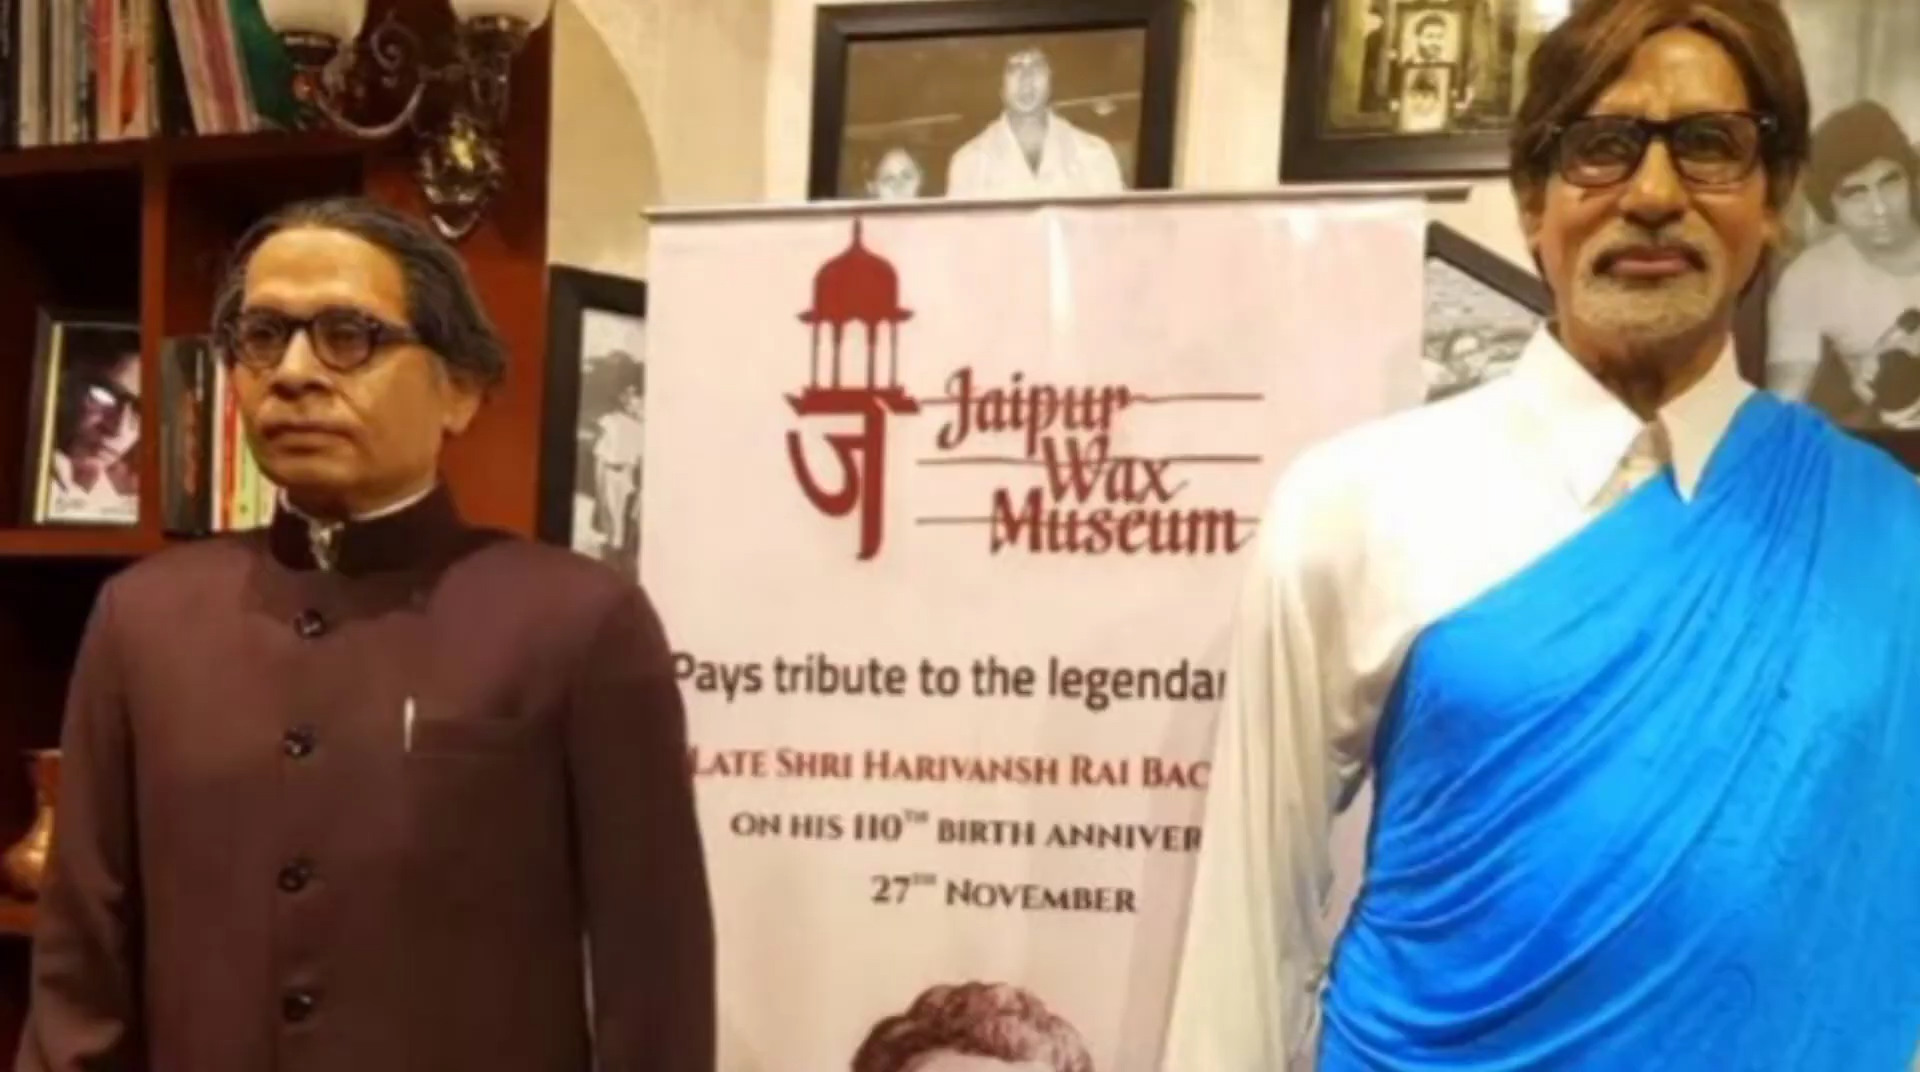 ज
Jaipur
Wax
Museum
Pays tribute to the legendar
LATE SHRI HARIVANSH RAI BAC
ON HIS 110TH BIRTH ANNIVER
27TH NOVEMBER